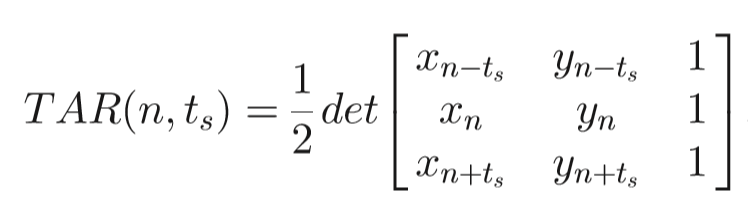 $TAR(n, t_s) = \frac{1}{2} det \begin{bmatrix} x_{n-t_s} & y_{n-t_s} & 1 \\ x_n & y_n & 1 \\ x_{n+t_s} & y_{n+t_s} & 1 \end{bmatrix}$